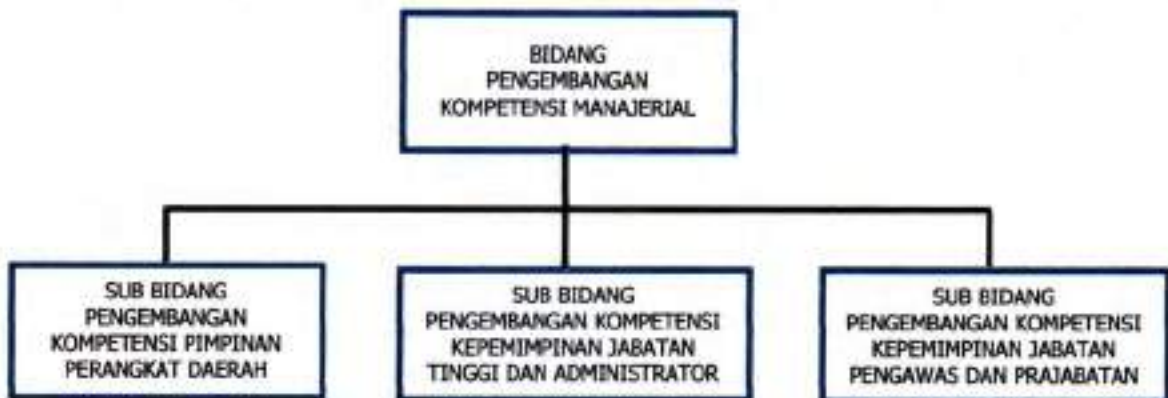 BIDANG
PENGEMBANGAN
KOMPETENSI MANAJERIAL
SUB BIDANG
PENGEMBANGAN
KOMPETENSI PIMPINAN
PERANGKAT DAERAH
SUB BIDANG
PENGEMBANGAN KOMPETENSI
KEPEMIMPINAN JABATAN
TINGGI DAN ADMINISTRATOR
SUB BIDANG
PENGEMBANGAN KOMPETENSI
KEPEMIMPINAN JABATAN
PENGAWAS DAN PRAJABATAN